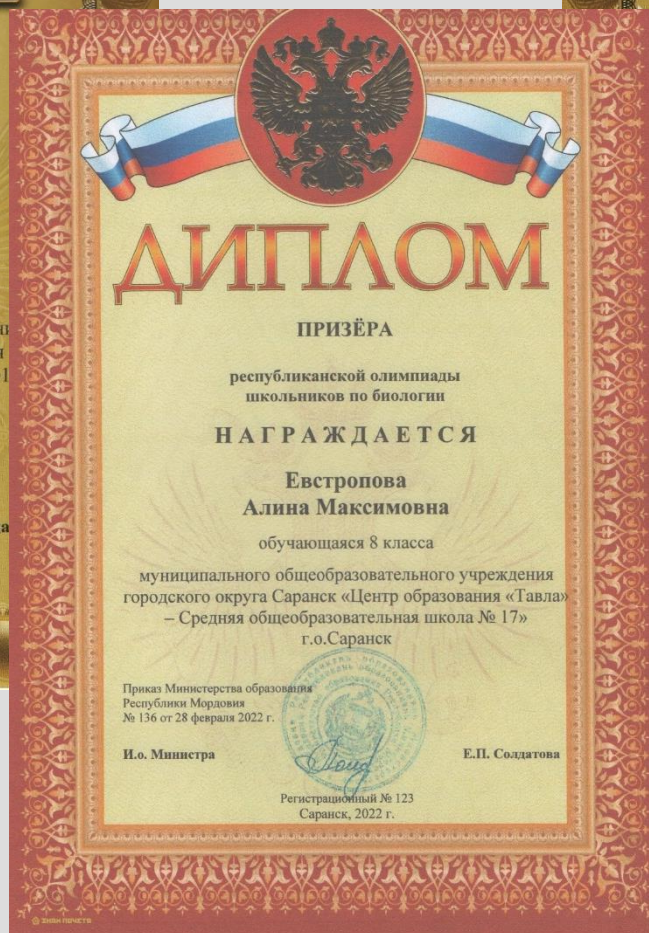 ДИПЛОМ
ПРИЗЁРА
республиканской олимпиады
школьников по биологии
НАГРАЖДАЕТСЯ
Евстропова
Алина Максимовна
обучающаяся 8 класса
муниципального общеобразовательного учреждения
городского округа Саранск «Центр образования «Тавла»
– Средняя общеобразовательная школа № 17»
г.о.Саранск
Приказ Министерства образования
Республики Мордовия
№ 136 от 28 февраля 2022 г.
И.о. Министра
Е.П. Солдатова
Регистрационный № 123
Саранск, 2022 г.